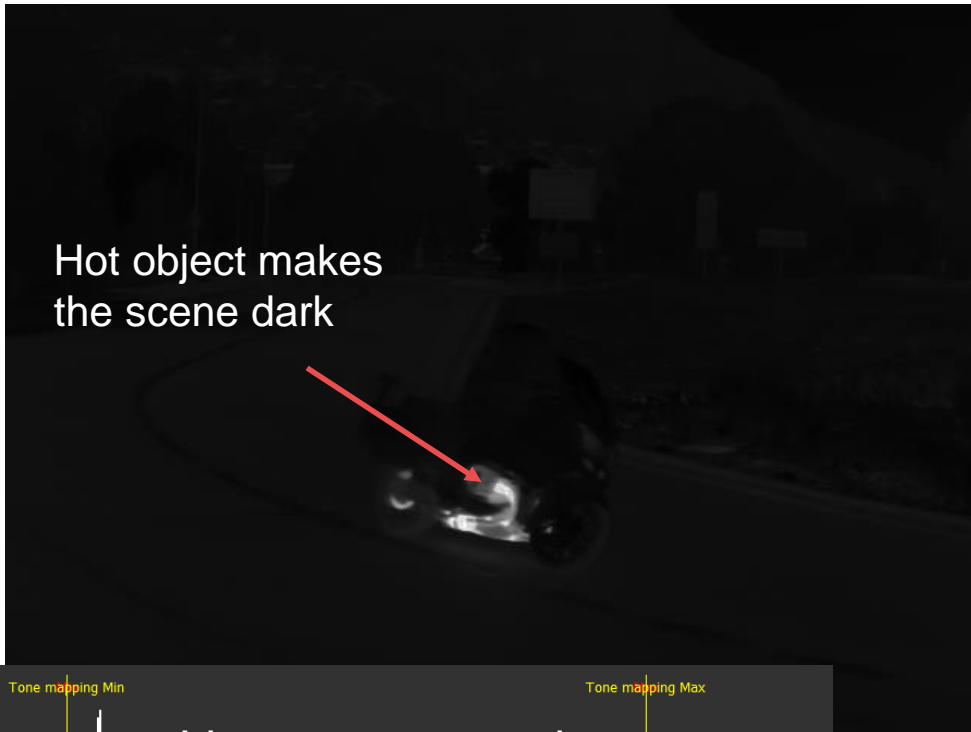 Hot object makes
the scene dark
Tone mapping Min
Tone mapping Max